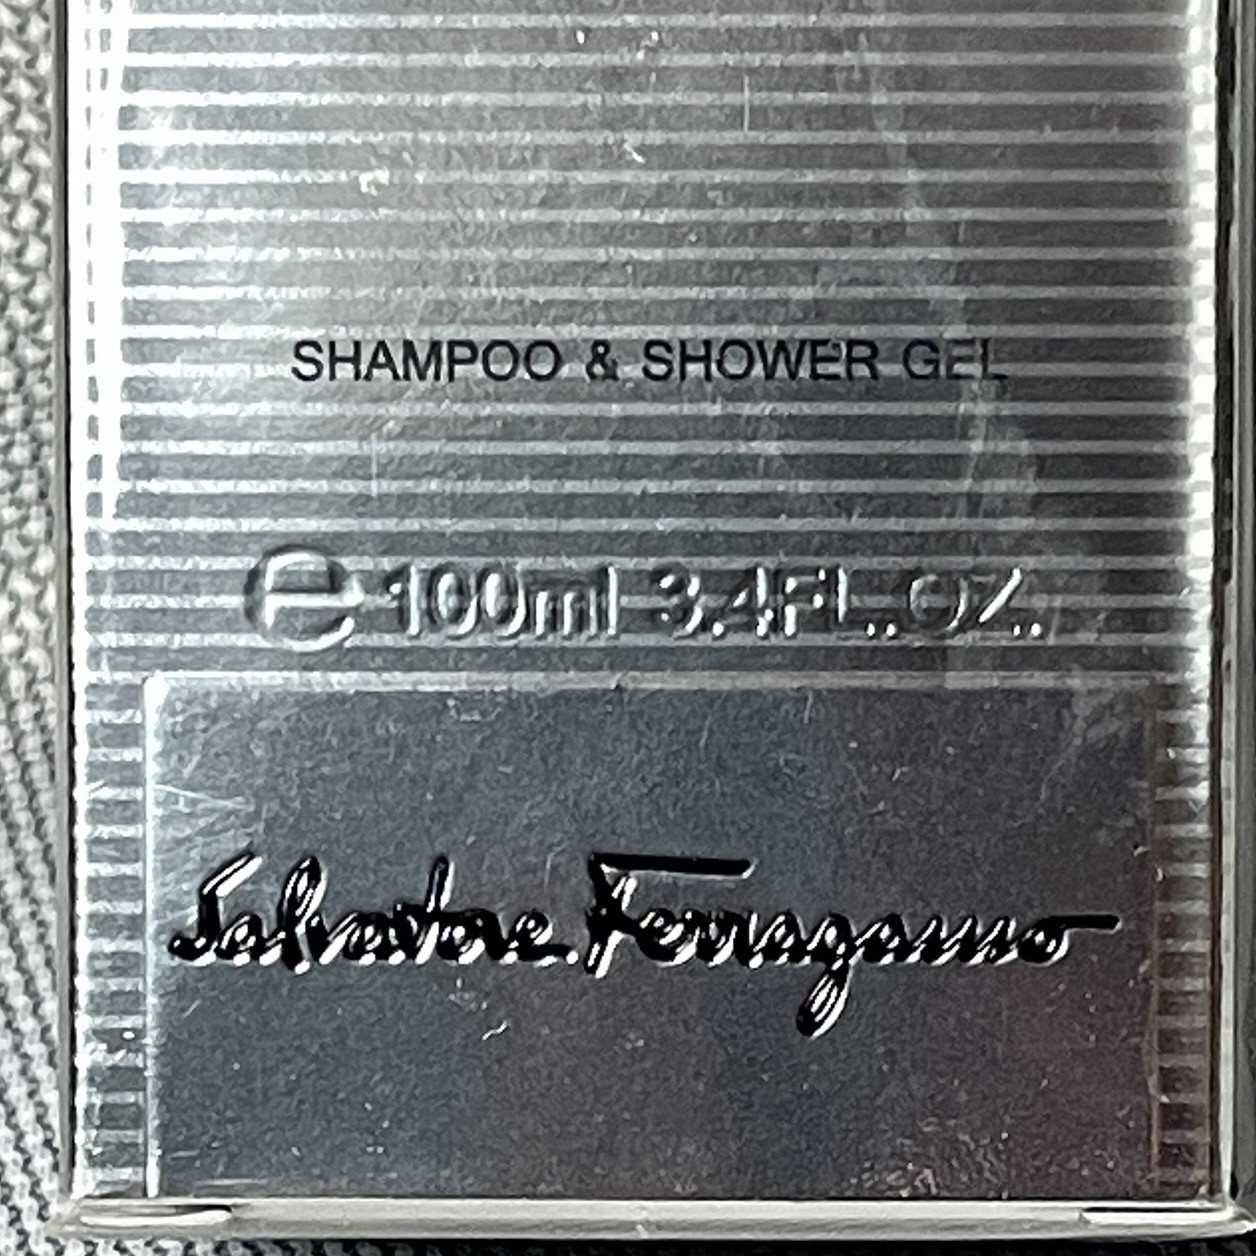 SHAMPOO & SHOWER GEL
℮ 100ml 3.4FL.OZ.
Salvatore Ferragamo